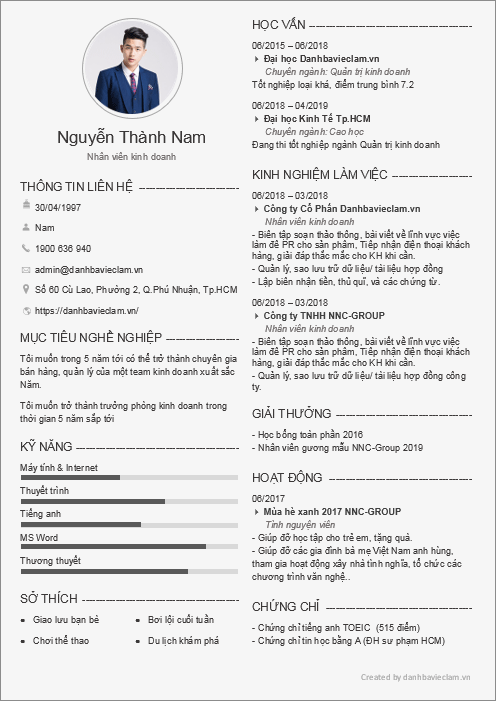 Nguyễn Thành Nam
Nhân viên kinh doanh
THÔNG TIN LIÊN HỆ
30/04/1997
Nam
1900 636 940
admin@danhbavieclam.vn
Số 60 Cù Lao, Phường 2, Q.Phú Nhuận, Tp.HCM
https://danhbavieclam.vn/
MỤC TIÊU NGHỀ NGHIỆP
Tôi muốn trong 5 năm tới có thể trở thành chuyên gia
bán hàng, quản lý của một team kinh doanh xuất sắc
Năm.
Tôi muốn trở thành trưởng phòng kinh doanh trong
thời gian 5 năm sắp tới
KỸ NĂNG
Máy tính & Internet
Thuyết trình
Tiếng anh
MS Word
Thương thuyết
SỞ THÍCH
Giao lưu bạn bè
Bơi lội cuối tuần
Chơi thể thao
Du lịch khám phá
HỌC VẤN
06/2015 – 06/2018
Đại học Danhbavieclam.vn
Chuyên ngành: Quản trị kinh doanh
Tốt nghiệp loại khá, điểm trung bình 7.2
06/2018 – 04/2019
Đại học Kinh Tế Tp.HCM
Chuyên ngành: Cao học
Đang thi tốt nghiệp ngành Quản trị kinh doanh
KINH NGHIỆM LÀM VIỆC
06/2018 – 03/2018
Công ty Cổ Phần Danhbavieclam.vn
Nhân viên kinh doanh
- Biên tập soạn thảo thông, bài viết về lĩnh vực việc
làm để PR cho sản phẩm, Tiếp nhận điện thoại khách
hàng, giải đáp thắc mắc cho KH khi cần.
- Quản lý, sao lưu trữ dữ liệu/ tài liệu hợp đồng
- Lập biên nhận tiền, thủ quĩ, và các chứng từ.
06/2018 – 03/2018
Công ty TNHH NNC-GROUP
Nhân viên kinh doanh
- Biên tập soạn thảo thông, bài viết về lĩnh vực việc
làm để PR cho sản phẩm, Tiếp nhận điện thoại khách
hàng, giải đáp thắc mắc cho KH khi cần.
- Quản lý, sao lưu trữ dữ liệu/ tài liệu hợp đồng công
ty.
GIẢI THƯỞNG
- Học bổng toàn phần 2016
- Nhân viên gương mẫu NNC-Group 2019
HOẠT ĐỘNG
06/2017
Mùa hè xanh 2017 NNC-GROUP
Tình nguyện viên
- Giúp đỡ học tập cho trẻ em, tặng quà.
- Giúp đỡ các gia đình bà mẹ Việt Nam anh hùng,
tham gia hoạt động xây nhà tình nghĩa, tổ chức các
chương trình văn nghệ..
CHỨNG CHỈ
- Chứng chỉ tiếng anh TOEIC (515 điểm)
- Chứng chỉ tin học bằng A (ĐH sư phạm HCM)
Created by danhbavieclam.vn